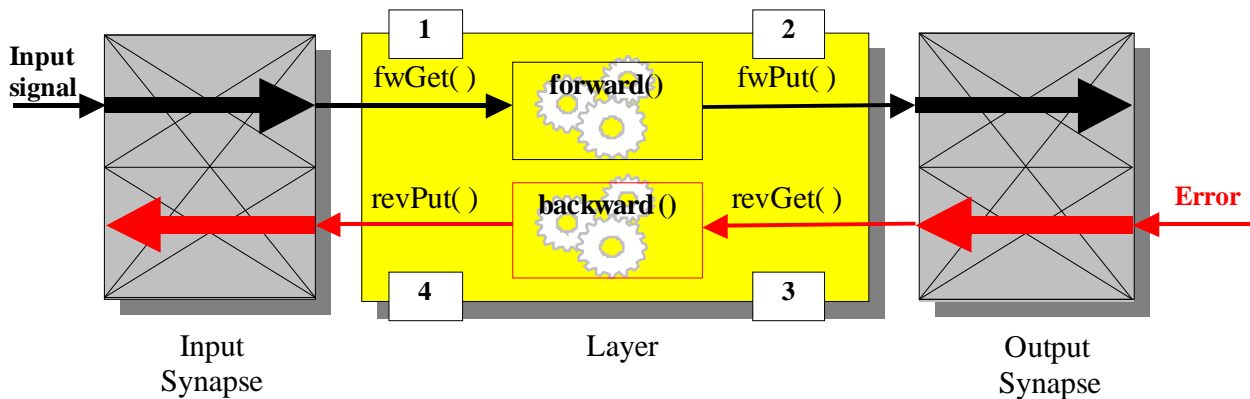 1
2
Input
signal
fwGet( )
forward()
fwPut( )
revPut( )
backward ()
revGet( )
Error
4
3
Input
Synapse
Layer
Output
Synapse